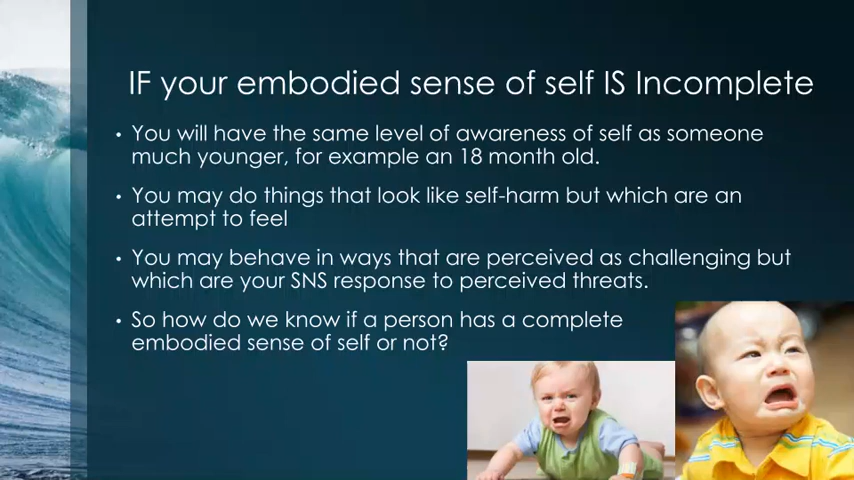 IF your embodied sense of self IS Incomplete
• You will have the same level of awareness of self as someone
much younger, for example an 18 month old.
• You may do things that look like self-harm but which are an
attempt to feel
• You may behave in ways that are perceived as challenging but
which are your SNS response to perceived threats.
• So how do we know if a person has a complete
embodied sense of self or not?